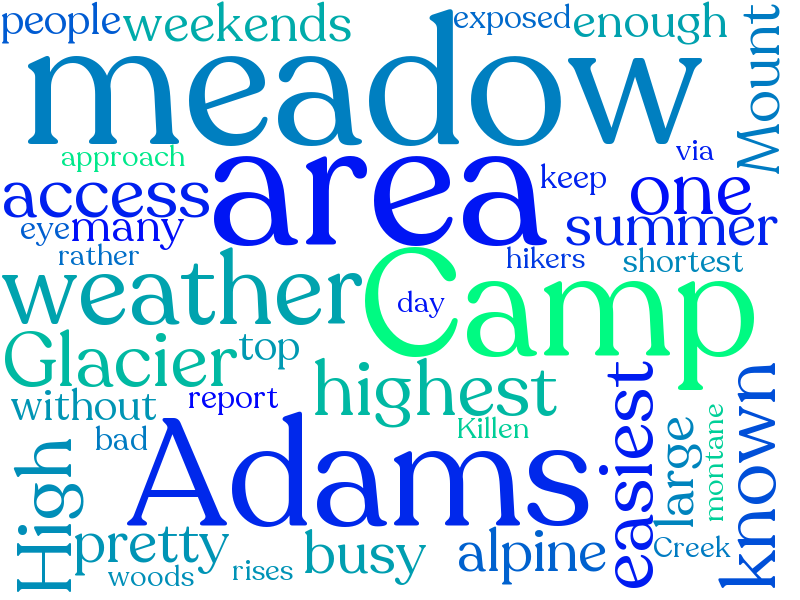 people weekends exposed enough
Mount
meadow
approach
area
via
access
keep
one
eye many
summer
rather
hikers
shortest
weather
Camp
day
Glacier
top
highest
easiest
known
without
report
large
montane
Killen
bad
High
Adams
pretty
busy
alpine
Creek
woods
rises